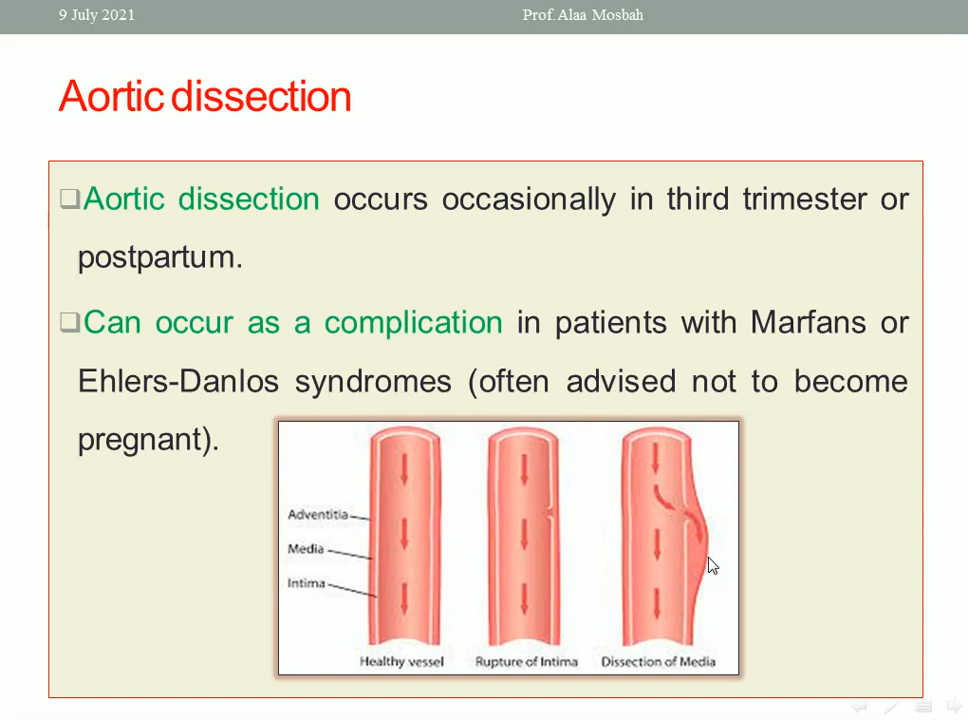 9 July 2021 Prof. Alaa Mosbah
Aortic dissection
Aortic dissection occurs occasionally in third trimester or
postpartum.
Can occur as a complication in patients with Marfans or
Ehlers-Danlos syndromes (often advised not to become
pregnant).
Adventitia
Media
Intima
Healthy vessel Rupture of Intima Dissection of Media